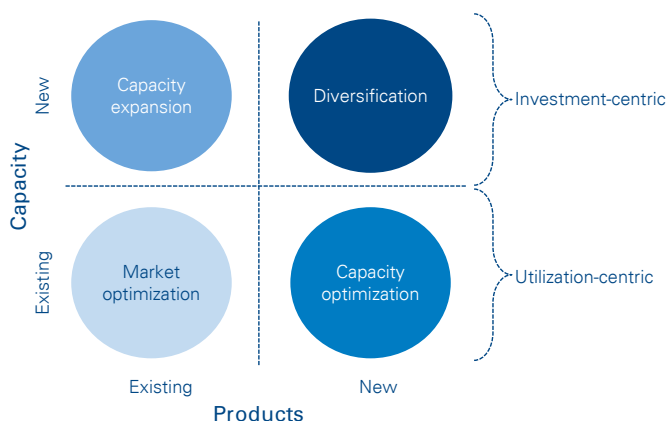 New
Capacity
expansion
Diversification
Investment-centric
Capacity
Existing
Market
optimization
Capacity
optimization
Utilization-centric
Existing
New
Products